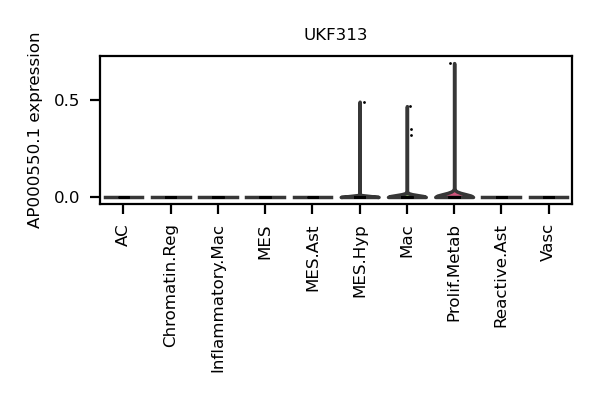 UKF313
AP000550.1 expression
0.5
0.0
AC
Chromatin.Reg
Inflammatory.Mac
MES
MES.Ast
MES.Hyp
Mac
Prolif.Metab
Reactive.Ast
Vasc